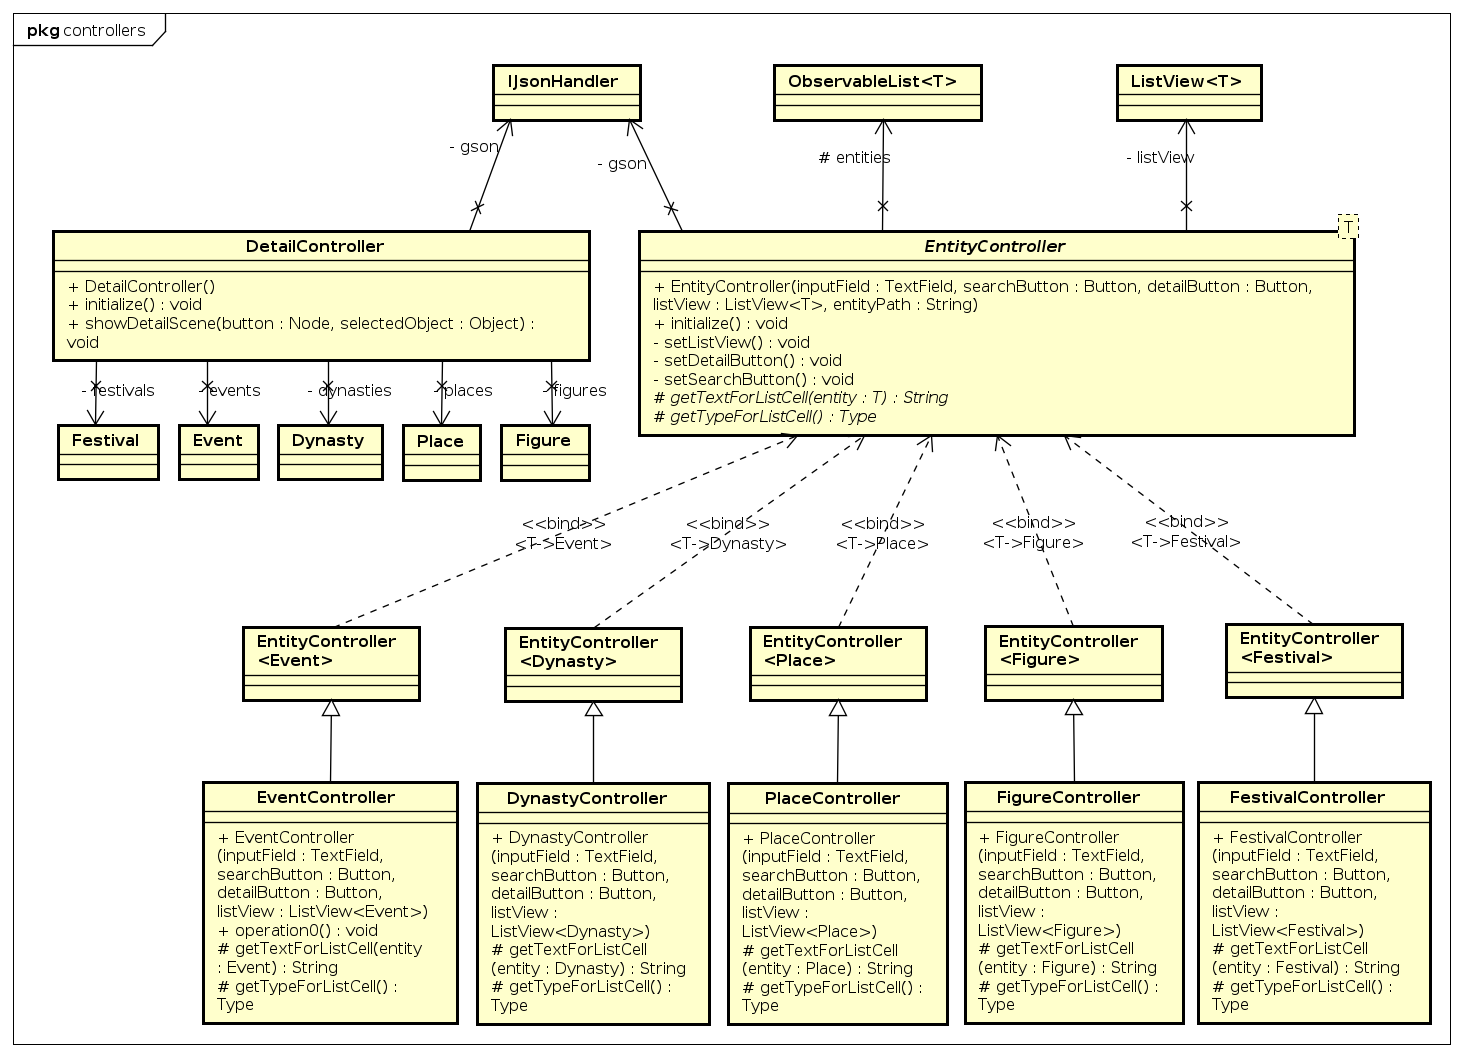 pkg controllers
IJsonHandler
ObservableList<T>
ListView<T>
- gson
- gson
# entities
- listView
DetailController
+ DetailController()
+ initialize() : void
+ showDetailScene(button : Node, selectedObject : Object) :
void
T
EntityController
+ EntityController(inputField : TextField, searchButton : Button, detailButton : Button,
listView : ListView<T>, entityPath : String)
+ initialize() : void
- setListView() : void
- setDetailButton() : void
- setSearchButton() : void
# getTextForListCell(entity : T) : String
# getTypeForListCell() : Type
- festivals
- events
- dynasties
- places
- figures
Festival
Event
Dynasty
Place
Figure
<<bind>>
<T->Event>
<<bind>>
<T->Dynasty>
<<bind>>
<T->Place>
<<bind>>
<T->Figure>
<<bind>>
<T->Festival>
EntityController
<Event>
EntityController
<Dynasty>
EntityController
<Place>
EntityController
<Figure>
EntityController
<Festival>
EventController
+ EventController
(inputField : TextField,
searchButton : Button,
detailButton : Button,
listView : ListView<Event>)
+ operation0() : void
# getTextForListCell(entity
: Event) : String
# getTypeForListCell() :
Type
DynastyController
+ DynastyController
(inputField : TextField,
searchButton : Button,
detailButton : Button,
listView :
ListView<Dynasty>)
# getTextForListCell
(entity : Dynasty) : String
# getTypeForListCell() :
Type
PlaceController
+ PlaceController
(inputField : TextField,
searchButton : Button,
detailButton : Button,
listView :
ListView<Place>)
# getTextForListCell
(entity : Place) : String
# getTypeForListCell() :
Type
FigureController
+ FigureController
(inputField : TextField,
searchButton : Button,
detailButton : Button,
listView :
ListView<Figure>)
# getTextForListCell
(entity : Figure) : String
# getTypeForListCell() :
Type
FestivalController
+ FestivalController
(inputField : TextField,
searchButton : Button,
detailButton : Button,
listView :
ListView<Festival>)
# getTextForListCell
(entity : Festival) : String
# getTypeForListCell() :
Type